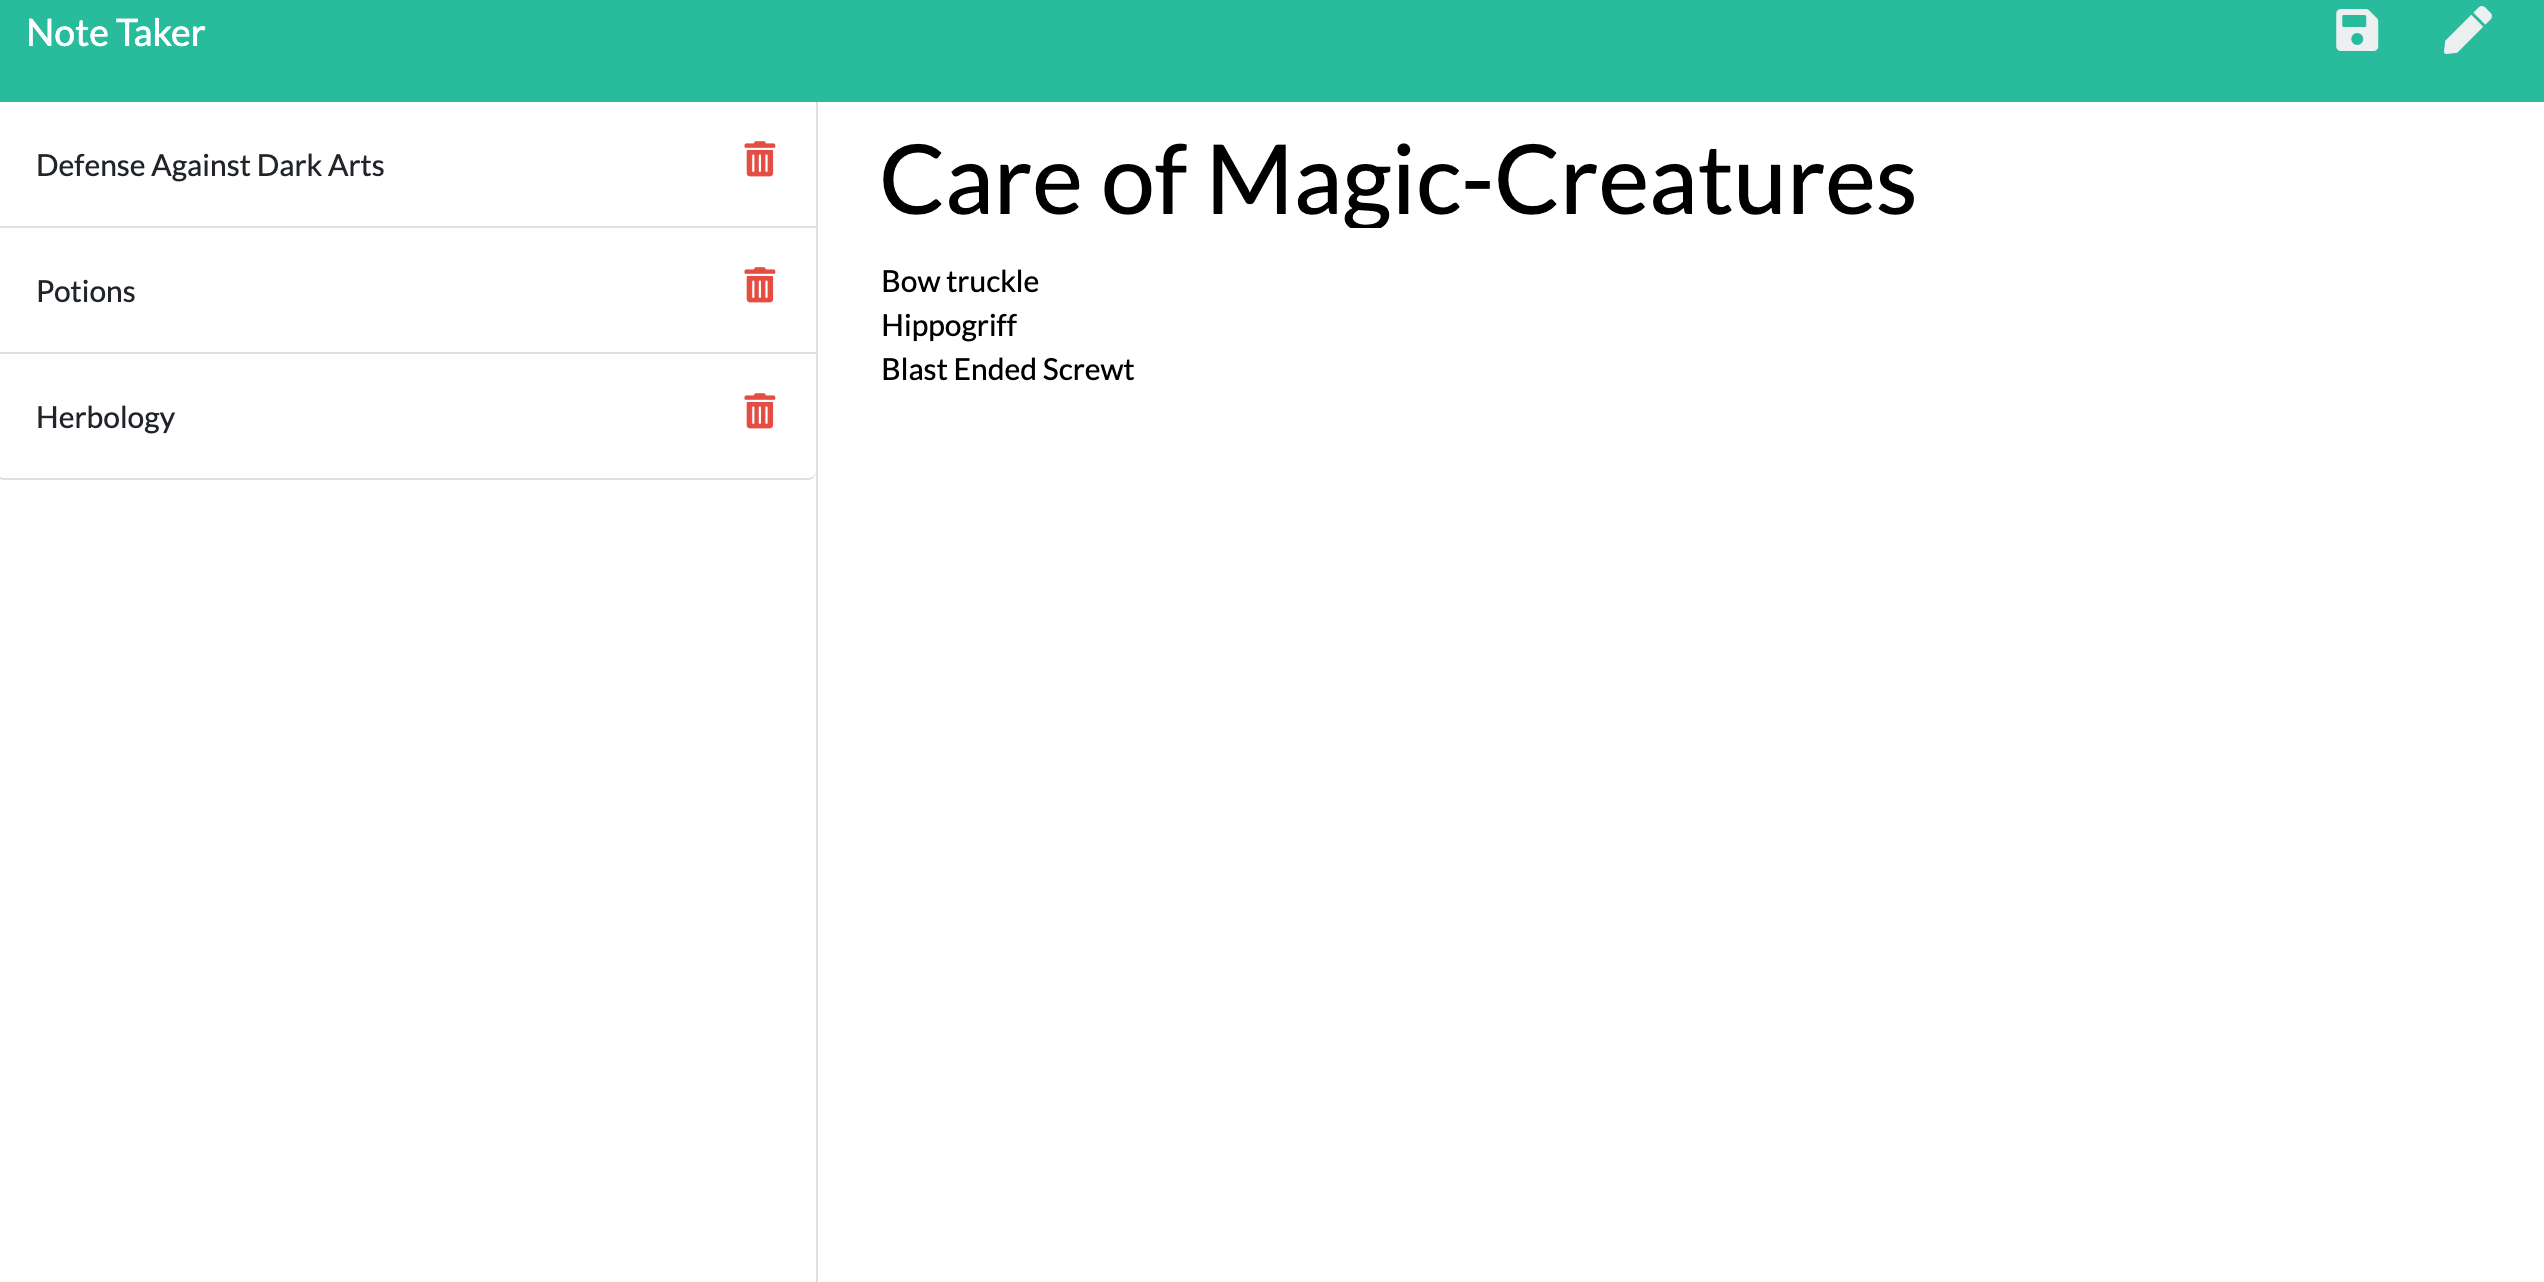 Note Taker
Defense Against Dark Arts
Potions
Herbology
Care of Magic-Creatures
Bow truckle
Hippogriff
Blast Ended Screwt